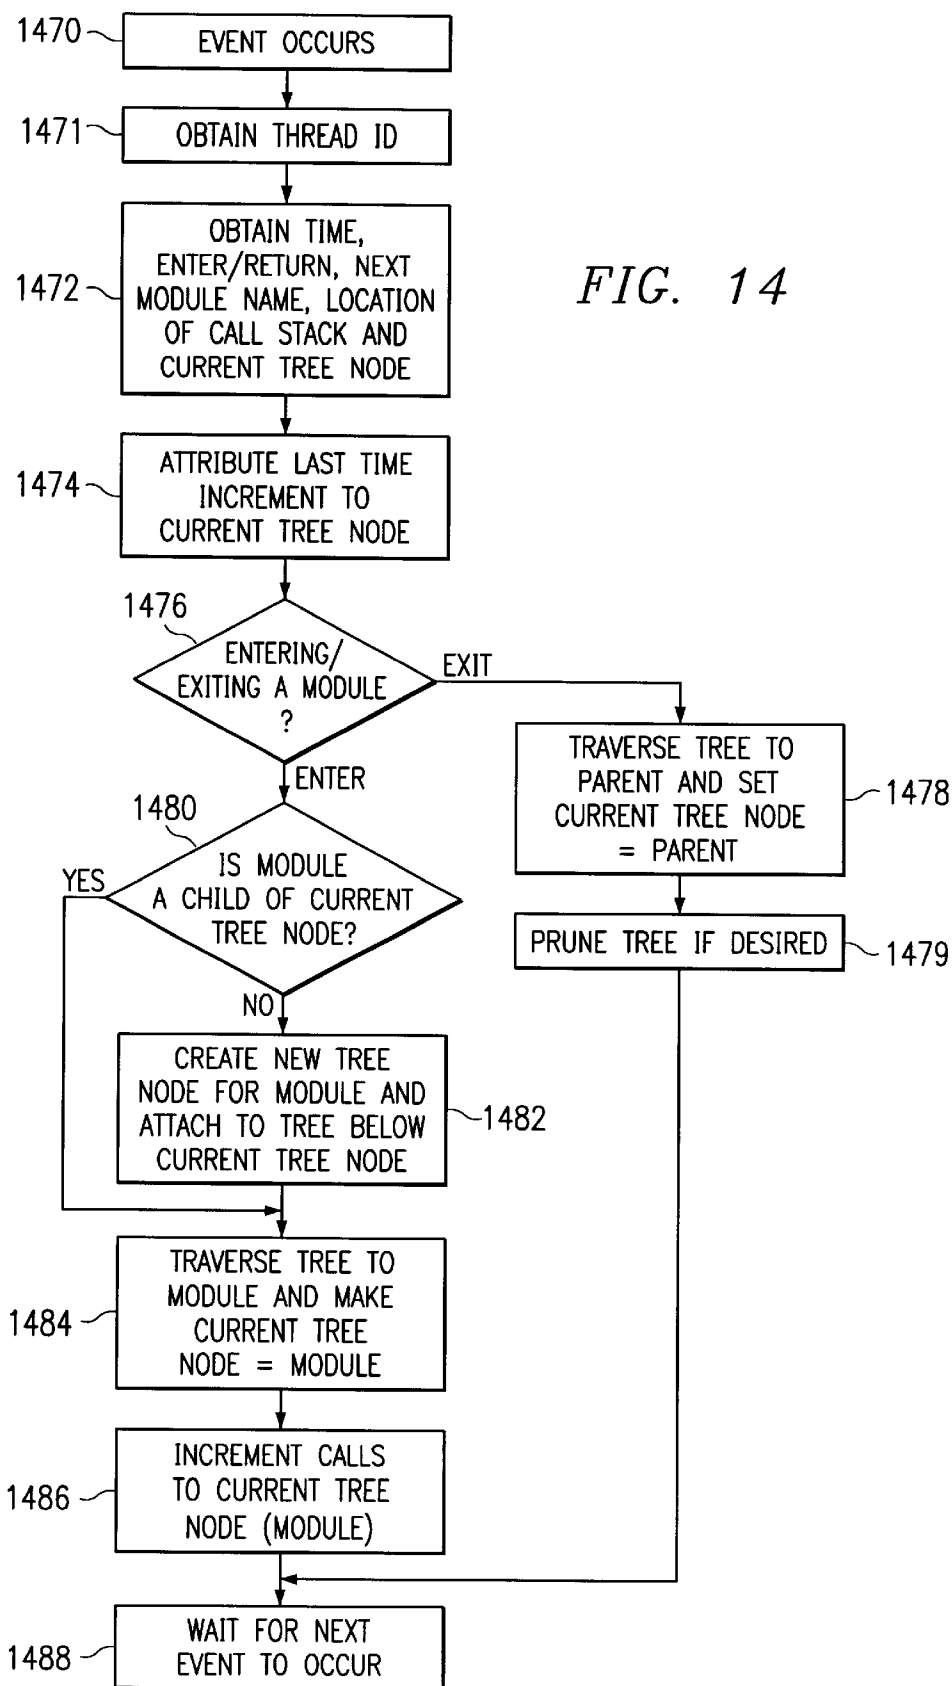 1470
EVENT OCCURS
1471
OBTAIN THREAD ID
1472
OBTAIN TIME,
ENTER/RETURN, NEXT
MODULE NAME, LOCATION
OF CALL STACK AND
CURRENT TREE NODE
FIG. 14
1474
ATTRIBUTE LAST TIME
INCREMENT TO
CURRENT TREE NODE
1476
ENTERING/
EXITING A MODULE
?
EXIT
ENTER
TRAVERSE TREE TO
PARENT AND SET
CURRENT TREE NODE
= PARENT
1478
PRUNE TREE IF DESIRED
1479
1480
IS MODULE
A CHILD OF CURRENT
TREE NODE?
YES
NO
CREATE NEW TREE
NODE FOR MODULE AND
ATTACH TO TREE BELOW
CURRENT TREE NODE
1482
1484
TRAVERSE TREE TO
MODULE AND MAKE
CURRENT TREE
NODE = MODULE
1486
INCREMENT CALLS
TO CURRENT TREE
NODE (MODULE)
1488
WAIT FOR NEXT
EVENT TO OCCUR